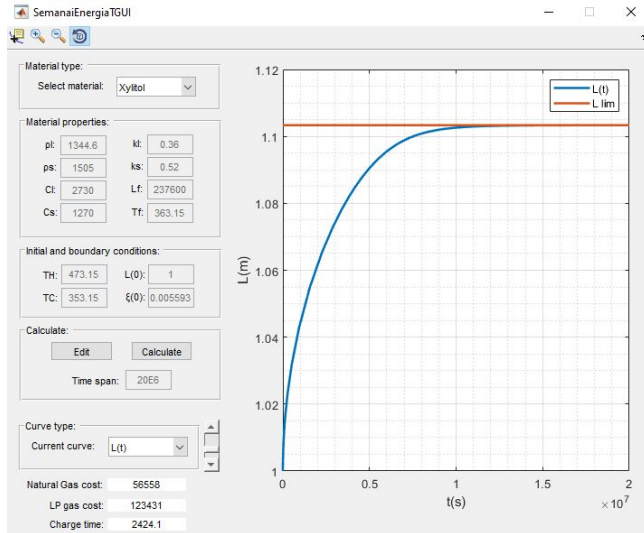 SemanaiEnergiaTGUI
Material type:
Select material: Xylitol
Material properties:
ρl: 1344.6 kl: 0.36
ρs: 1505 ks: 0.52
Cl: 2730 Lf: 237600
Cs: 1270 Tf: 363.15
Initial and boundary conditions:
TH: 473.15 L(0): 1
TC: 353.15 ξ(0): 0.005593
Calculate:
Edit Calculate
Time span: 20E6
Curve type:
Current curve: L(t)
Natural Gas cost: 56558
LP gas cost: 123431
Charge time: 2424.1
L(m)
1.12
1.1
1.08
1.06
1.04
1.02
1
L(t)
L lim
0 0.5 1 1.5 2
t(s) × 10^7